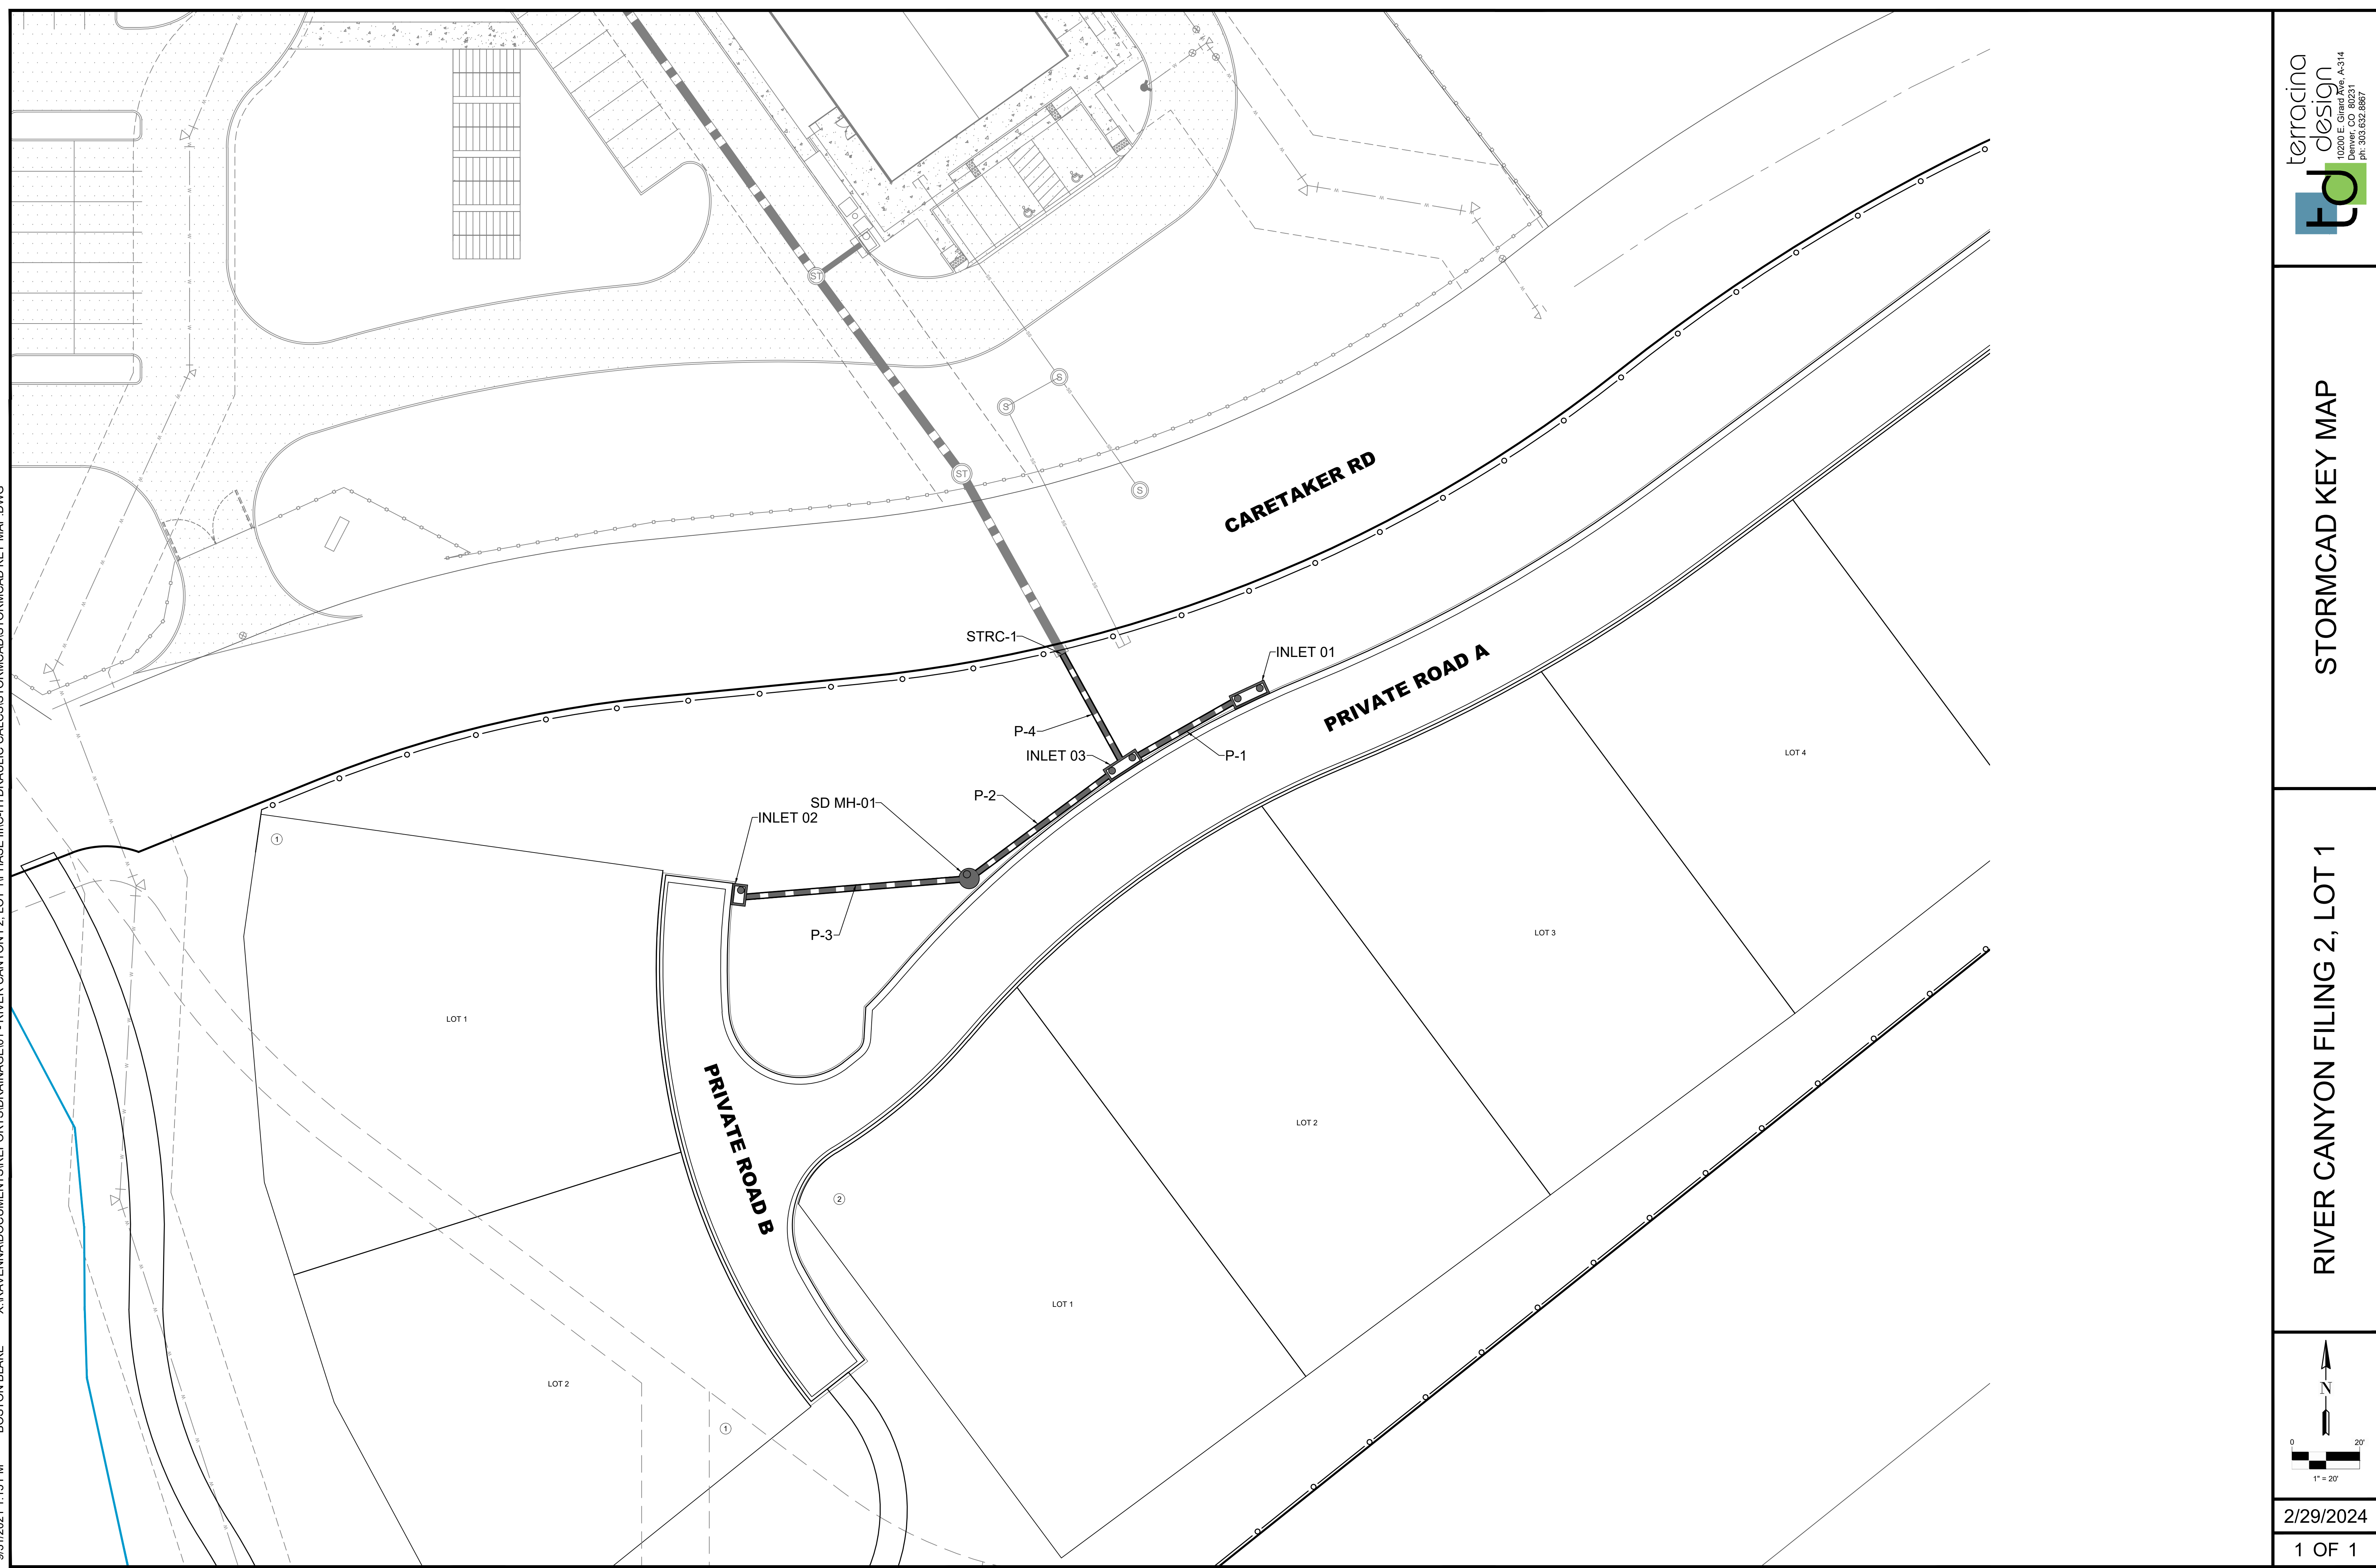 terracina
design
10200 E. Girard Ave, A-314
Denver, CO 80231
ph: 303.632.8867
td
STORMCAD KEY MAP
RIVER CANYON FILING 2, LOT 1
N
0 20'
1" = 20'
2/29/2024
1 OF 1
ST
ST
S
S
S
CARETAKER RD
STRC-1
INLET 01
PRIVATE ROAD A
P-4
INLET 03
P-1
P-2
SD MH-01
INLET 02
P-3
1
LOT 4
LOT 3
LOT 1
LOT 2
PRIVATE ROAD B
2
LOT 1
LOT 2
1